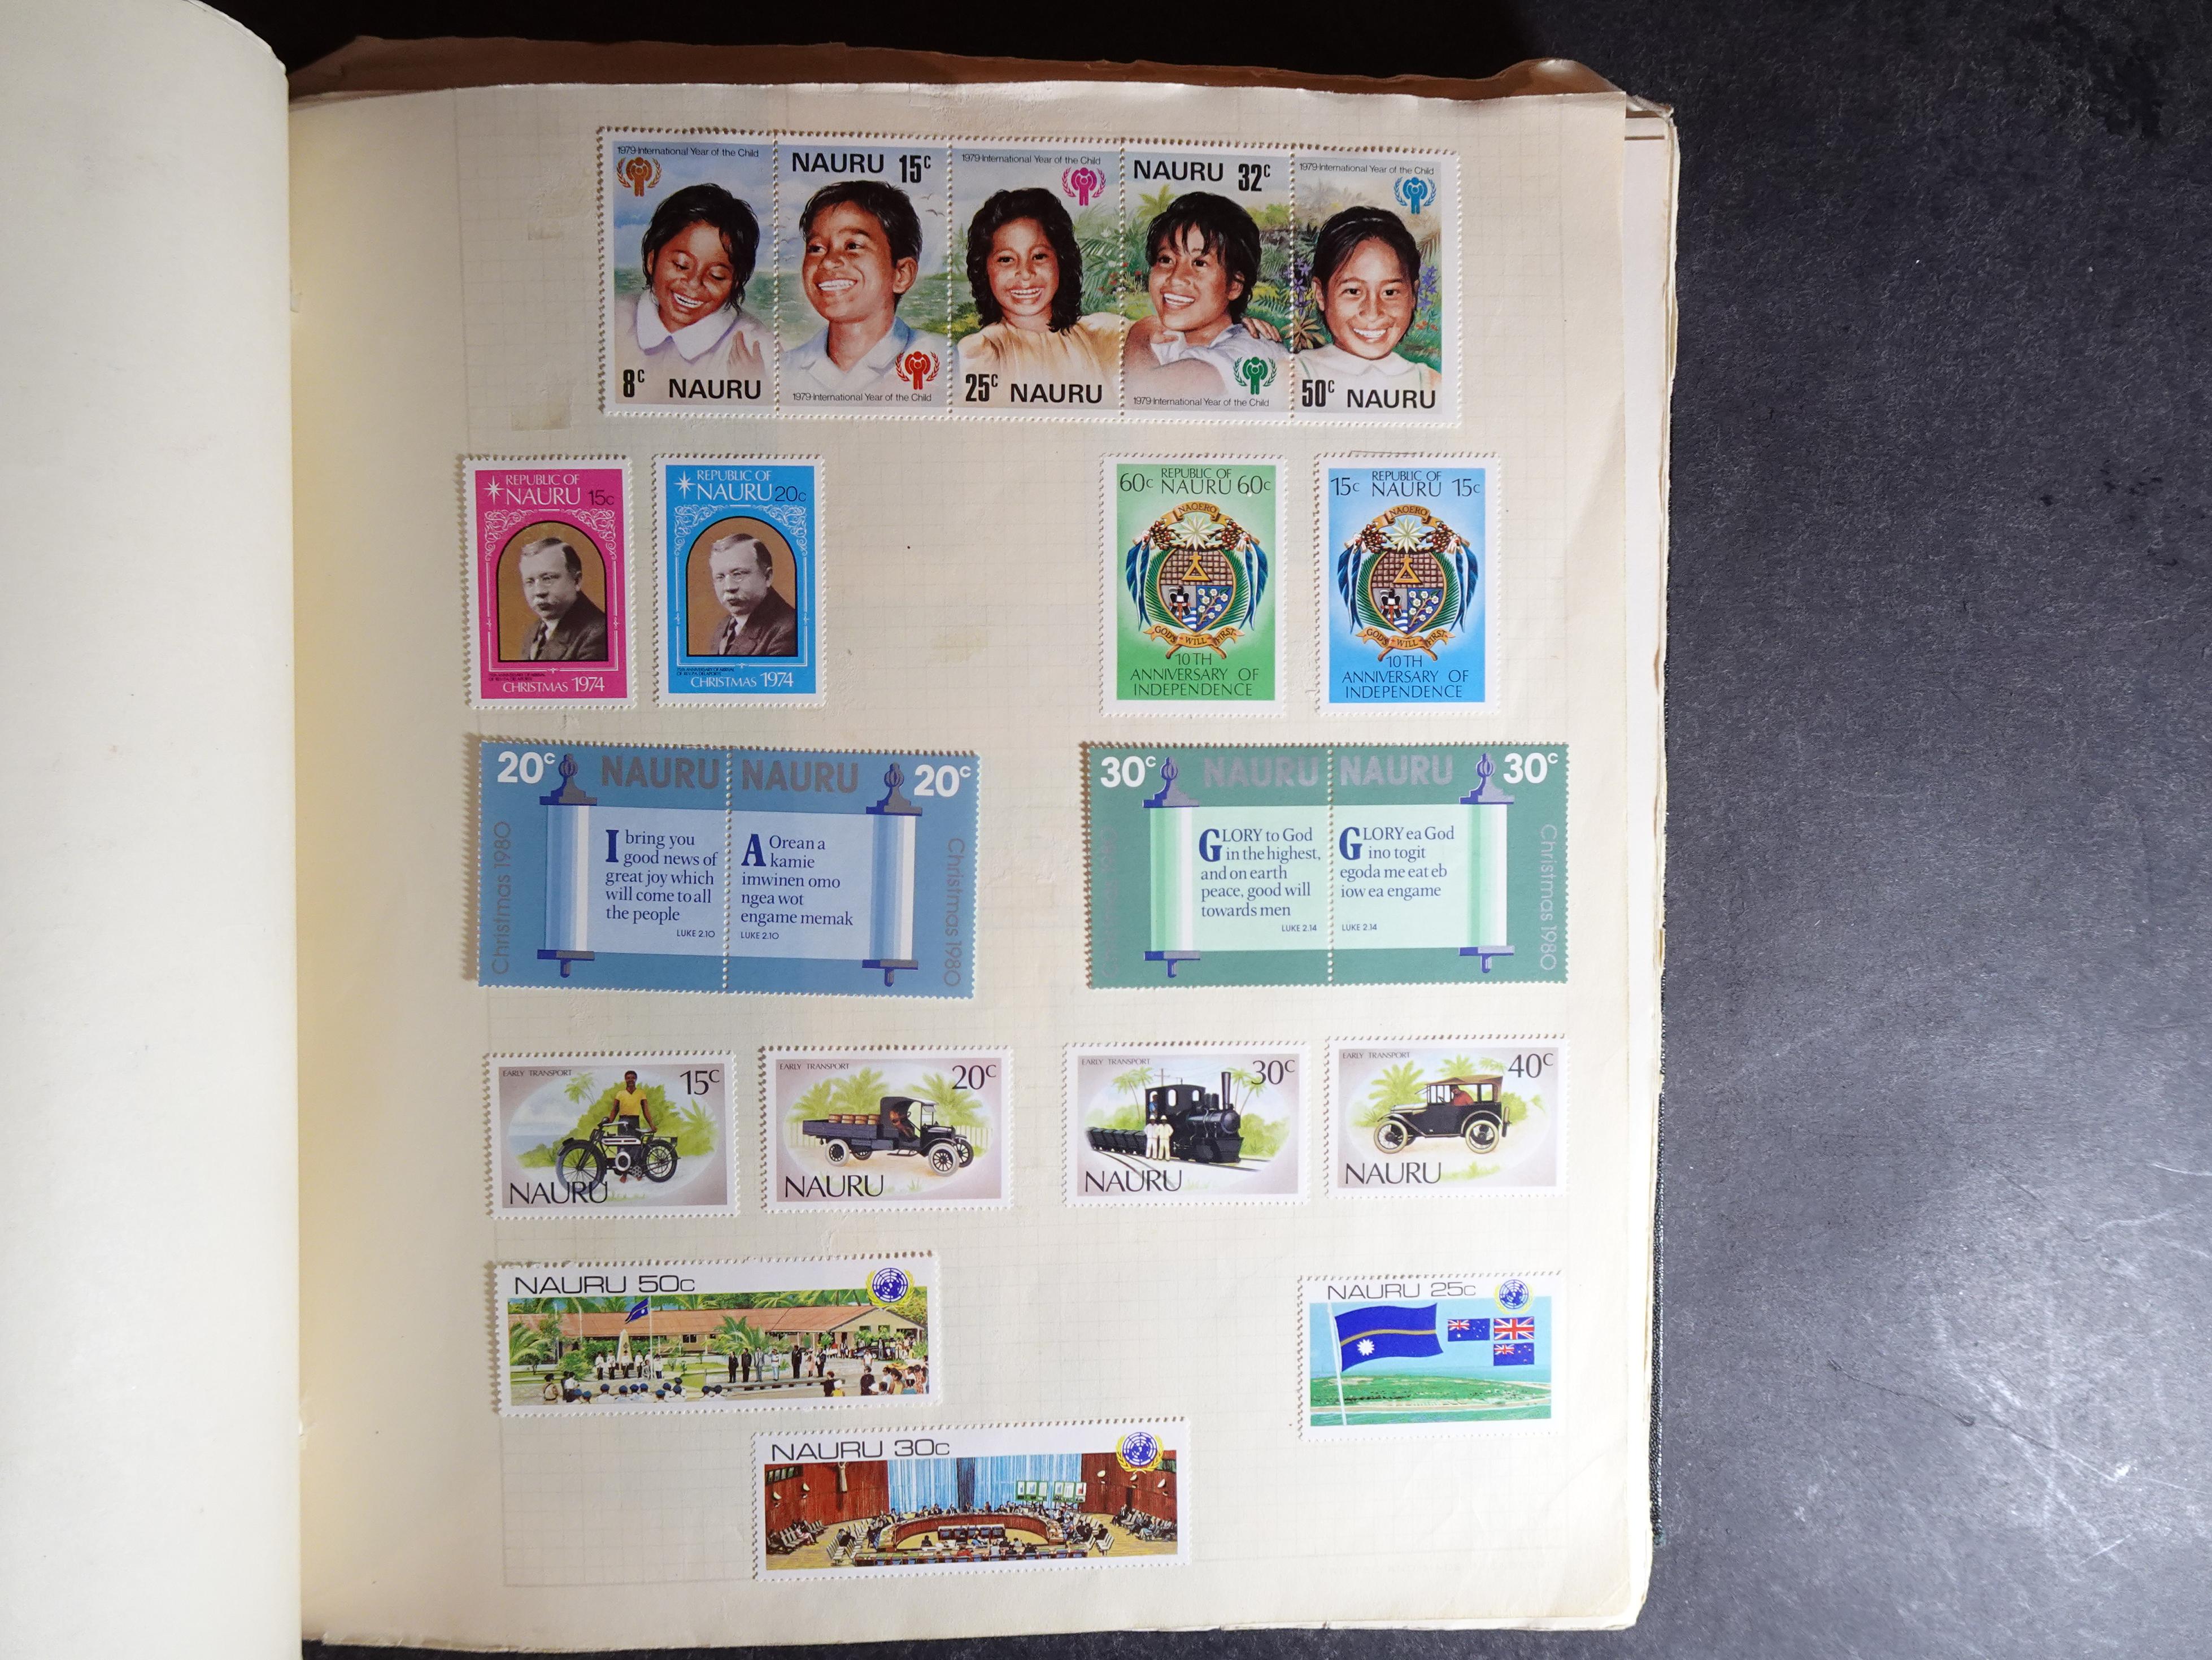 1979 International Year of the Child
8c NAURU
NAURU 15c
1979 International Year of the Child
1979 International Year of the Child
25c NAURU
NAURU 32c
1979 International Year of the Child
1979 International Year of the Child
50c NAURU
REPUBLIC OF
NAURU 15c
CHRISTMAS 1974
REPUBLIC OF
NAURU 20c
CHRISTMAS 1974
REPUBLIC OF
60c NAURU 60c
NAOERO
GOD'S WILL FIRST
10TH
ANNIVERSARY OF
INDEPENDENCE
REPUBLIC OF
15c NAURU 15c
NAOERO
GOD'S WILL FIRST
10TH
ANNIVERSARY OF
INDEPENDENCE
20c NAURU
Christmas 1980
I bring you
good news of
great joy which
will come to all
the people
LUKE 2.10
NAURU 20c
A Orean a
kamie
imwinen omo
ngea wot
engame memak
LUKE 2.10
Christmas 1980
30c NAURU
Christmas 1980
GLORY to God
in the highest,
and on earth
peace, good will
towards men
LUKE 2.14
NAURU 30c
GLORY ea God
ino togit
egoda me eat eb
iow ea engame
LUKE 2.14
Christmas 1980
EARLY TRANSPORT
15c
NAURU
EARLY TRANSPORT
20c
NAURU
EARLY TRANSPORT
30c
NAURU
EARLY TRANSPORT
40c
NAURU
NAURU 50c
NAURU 25c
NAURU 30c